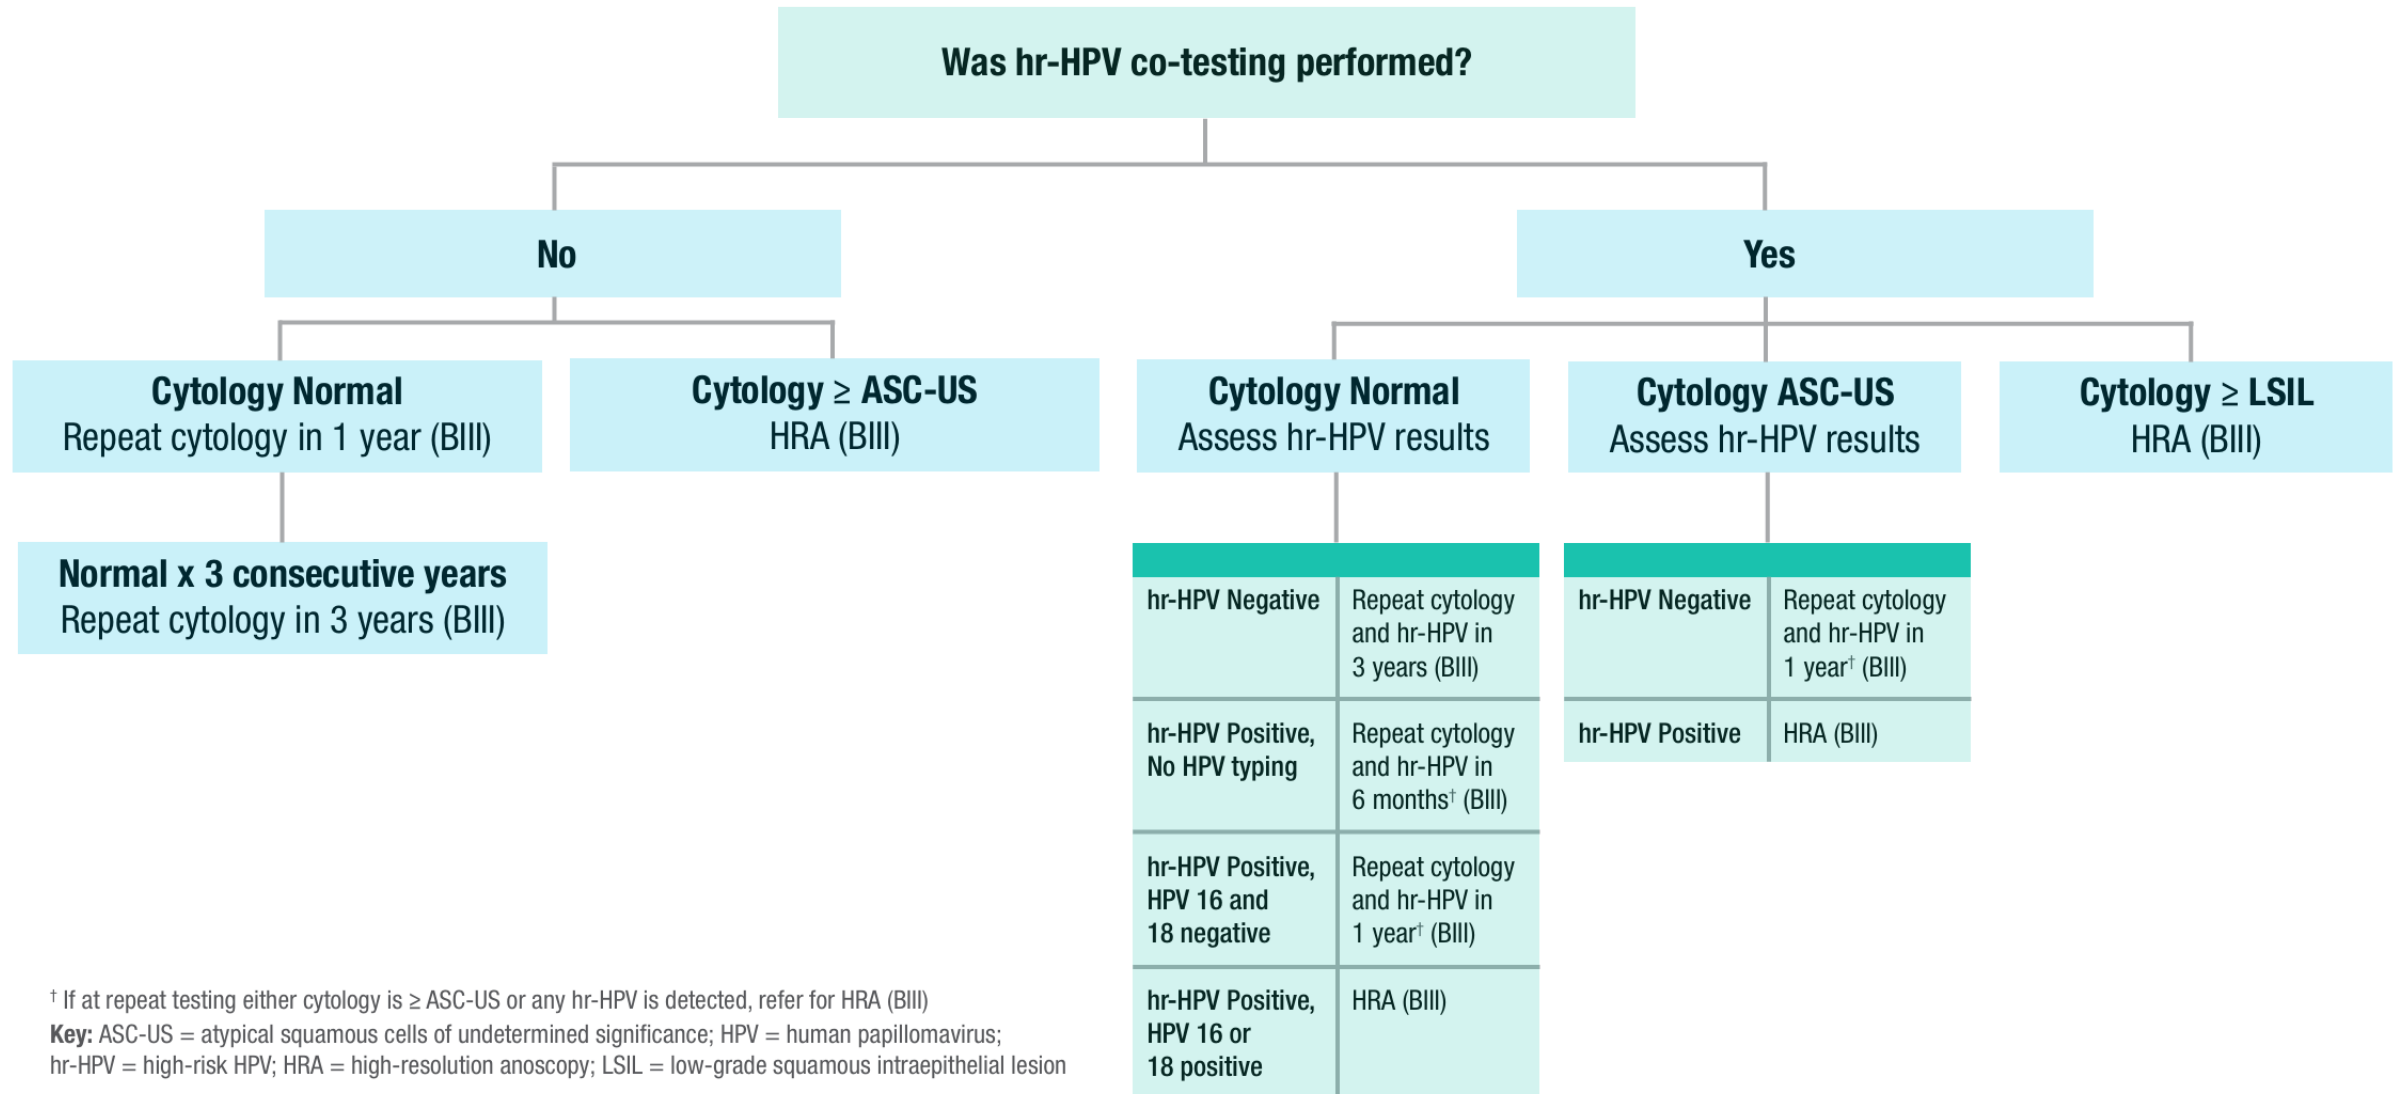 Was hr-HPV co-testing performed?
No
Yes
Cytology Normal
Repeat cytology in 1 year (BIII)
Cytology ≥ ASC-US
HRA (BIII)
Cytology Normal
Assess hr-HPV results
Cytology ASC-US
Assess hr-HPV results
Cytology ≥ LSIL
HRA (BIII)
Normal x 3 consecutive years
Repeat cytology in 3 years (BIII)
hr-HPV Negative
Repeat cytology
and hr-HPV in
3 years (BIII)
hr-HPV Positive,
No HPV typing
Repeat cytology
and hr-HPV in
6 months† (BIII)
hr-HPV Positive,
HPV 16 and
18 negative
Repeat cytology
and hr-HPV in
1 year† (BIII)
hr-HPV Positive,
HPV 16 or
18 positive
HRA (BIII)
hr-HPV Negative
Repeat cytology
and hr-HPV in
1 year† (BIII)
hr-HPV Positive
HRA (BIII)
† If at repeat testing either cytology is ≥ ASC-US or any hr-HPV is detected, refer for HRA (BIII)
Key: ASC-US = atypical squamous cells of undetermined significance; HPV = human papillomavirus;
hr-HPV = high-risk HPV; HRA = high-resolution anoscopy; LSIL = low-grade squamous intraepithelial lesion